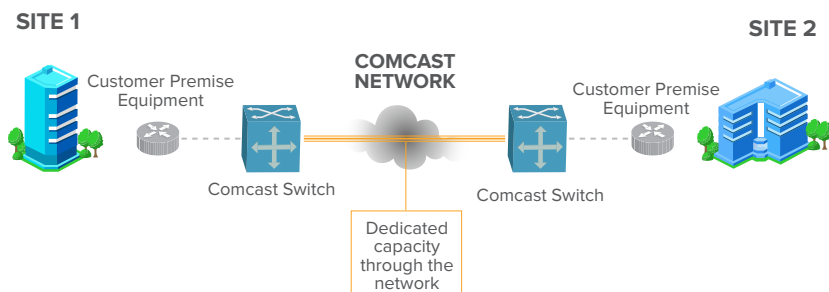 SITE 1
SITE 2
COMCAST
NETWORK
Customer Premise
Equipment
Customer Premise
Equipment
Comcast Switch
Comcast Switch
Dedicated
capacity
through the
network